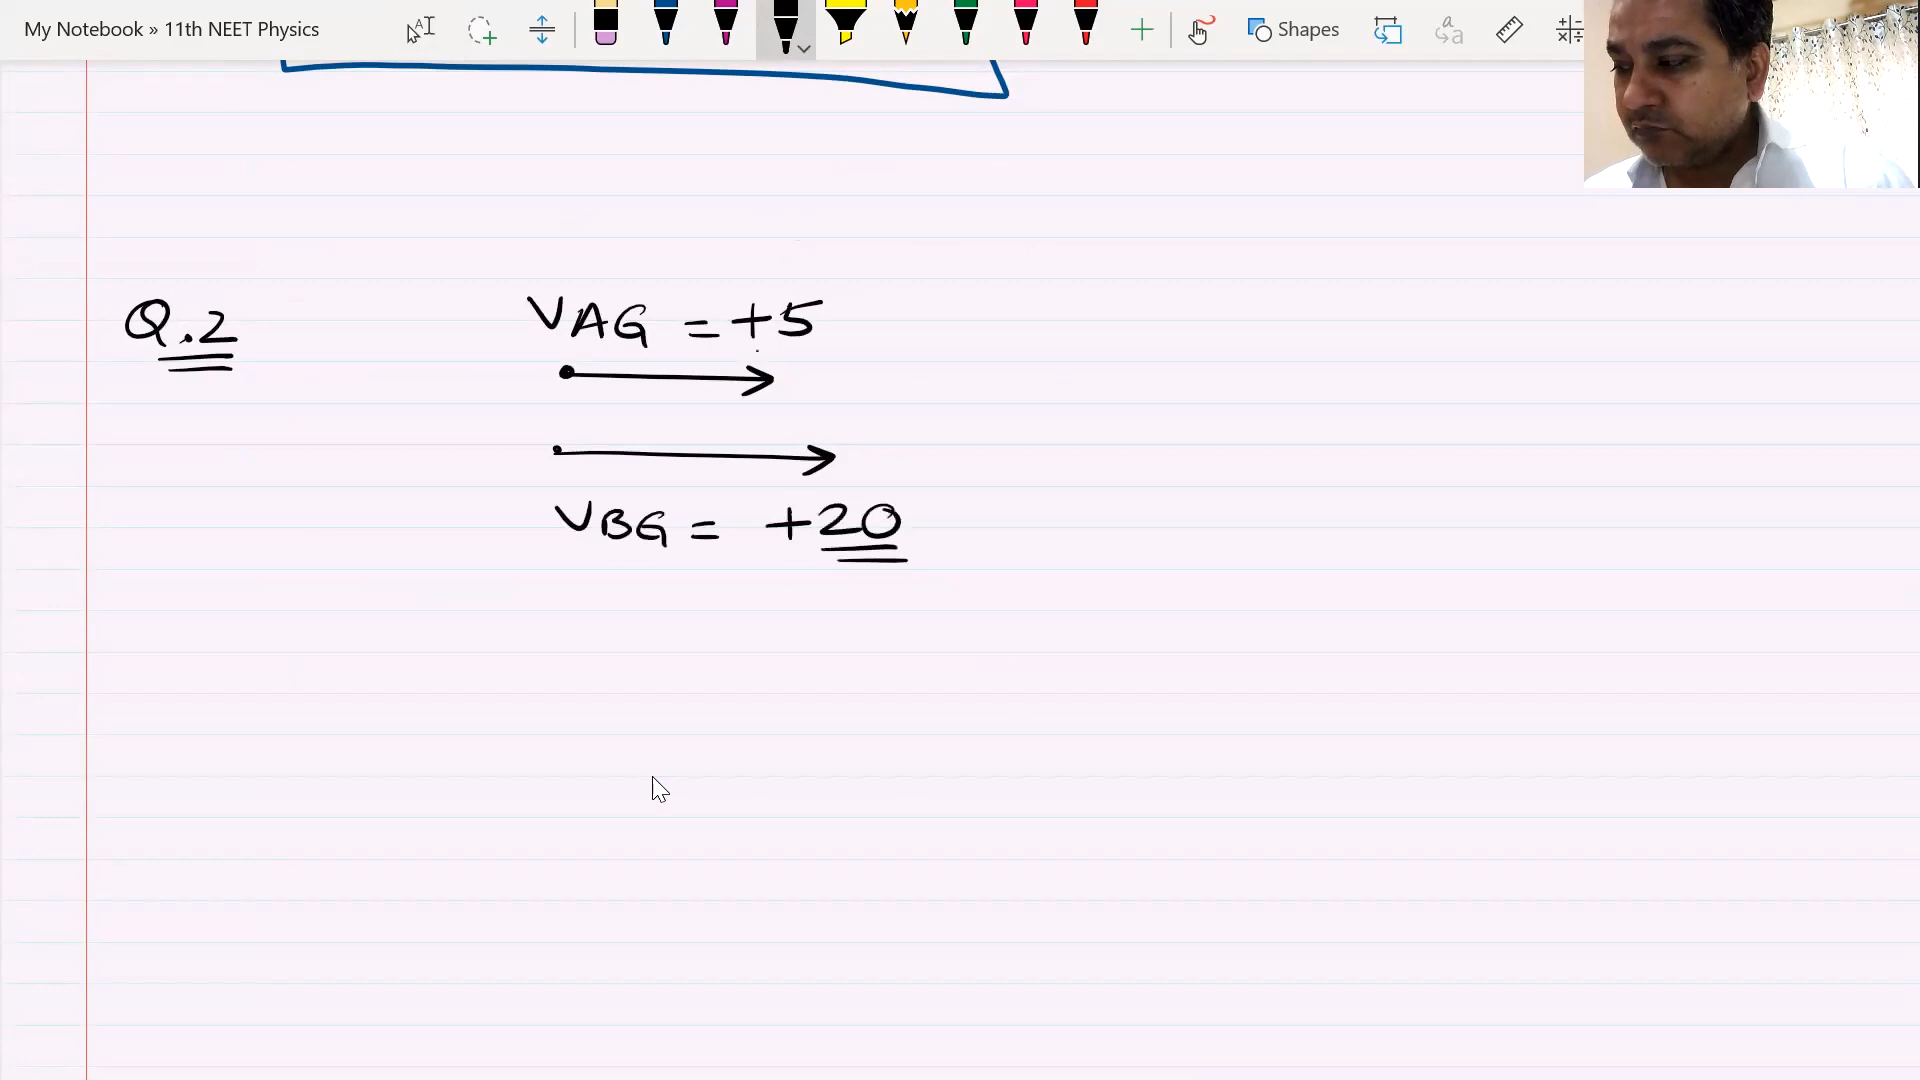 My Notebook » 11th NEET Physics
Shapes
Q.2
VAG = +5
VBG = +20